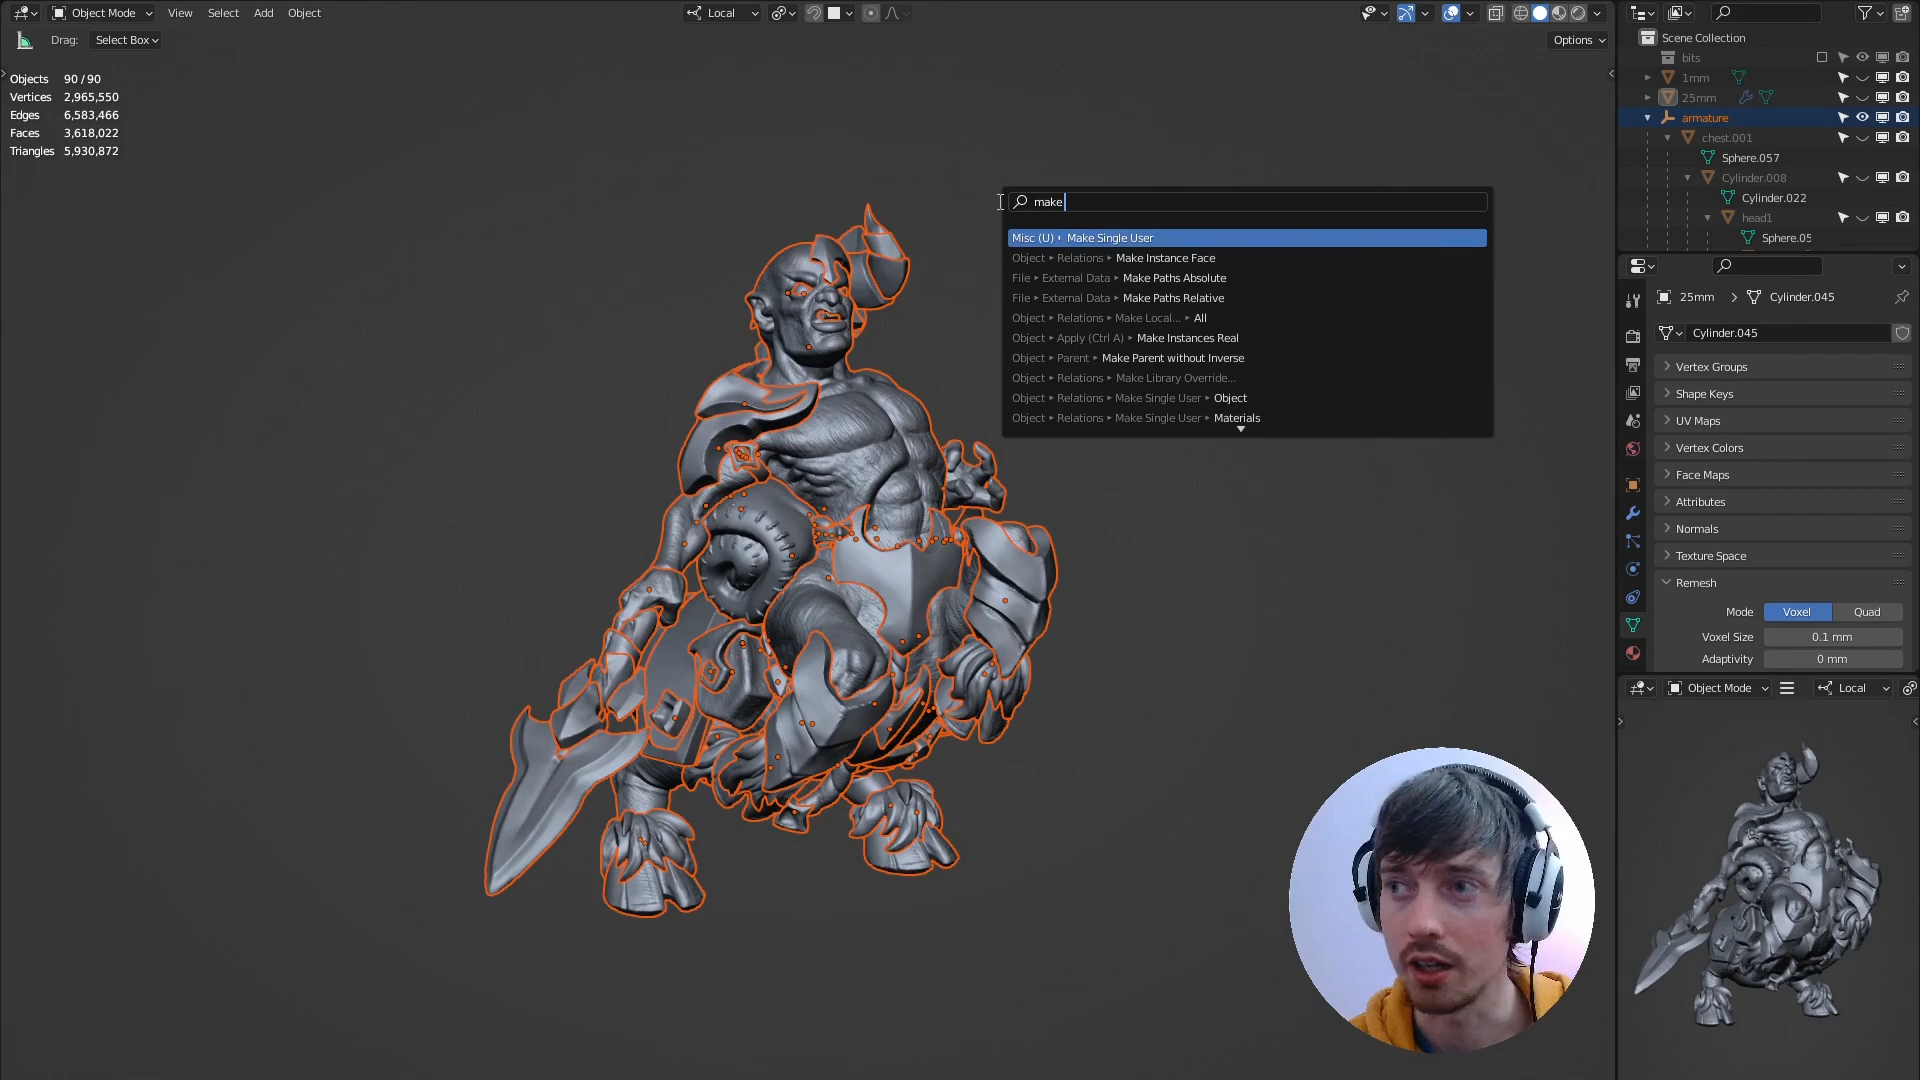 Object Mode View Select Add Object Local
Drag: Select Box Options
Objects 90 / 90
Vertices 2,965,550
Edges 6,583,466
Faces 3,618,022
Triangles 5,930,872
make
Misc (U) Make Single User
Object Relations Make Instance Face
File External Data Make Paths Absolute
File External Data Make Paths Relative
Object Relations Make Local... All
Object Apply (Ctrl A) Make Instances Real
Object Parent Make Parent without Inverse
Object Relations Make Library Override...
Object Relations Make Single User Object
Object Relations Make Single User Materials
Scene Collection
bits
1mm
25mm
armature
chest.001
Sphere.057
Cylinder.008
Cylinder.022
head1
Sphere.05
25mm Cylinder.045
Cylinder.045
Vertex Groups
Shape Keys
UV Maps
Vertex Colors
Face Maps
Attributes
Normals
Texture Space
Remesh
Mode Voxel Quad
Voxel Size 0.1 mm
Adaptivity 0 mm
Object Mode Local